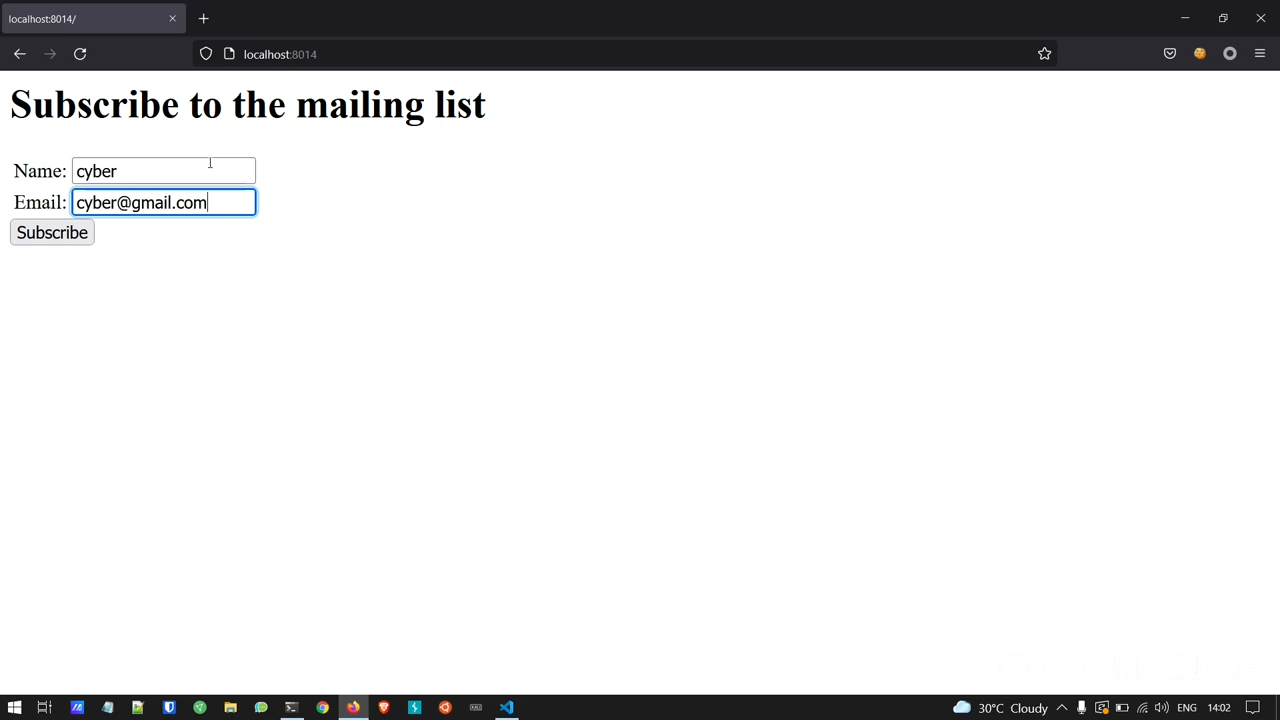 localhost:8014/
localhost:8014
Subscribe to the mailing list
Name: cyber
Email: cyber@gmail.com
Subscribe
30°C Cloudy ENG 14:02